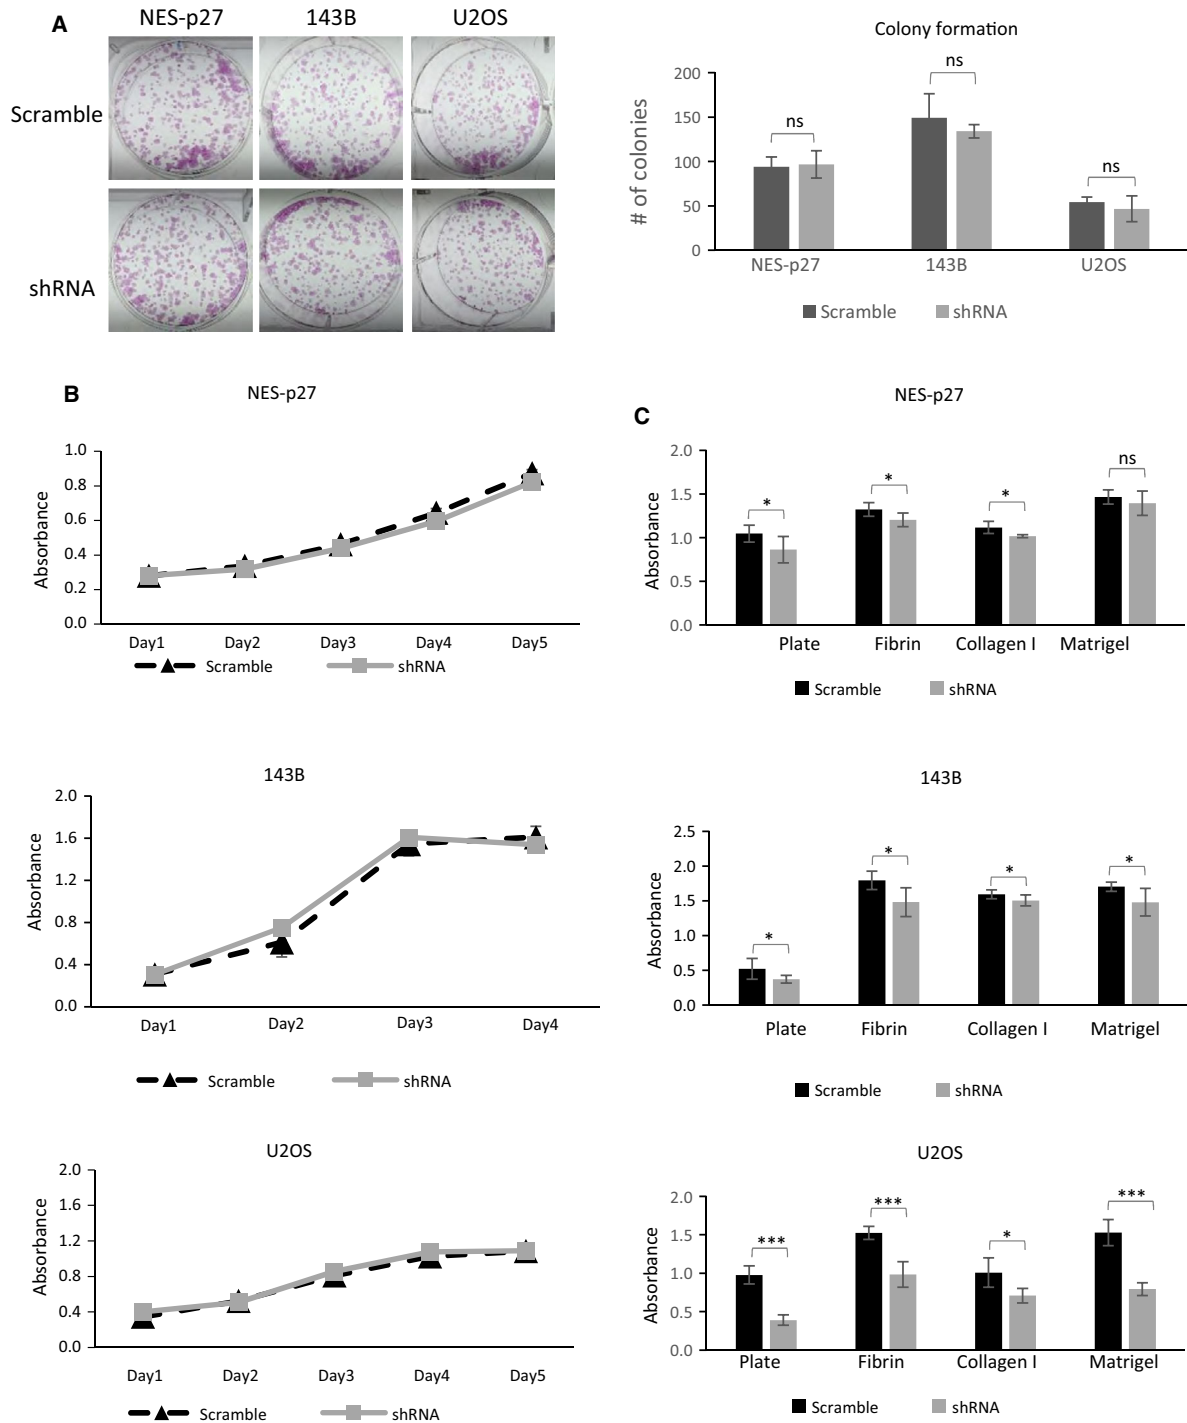 A
NES-p27 143B U2OS
Scramble
shRNA
Colony formation
# of colonies
200
150
100
50
0
ns ns ns
NES-p27 143B U2OS
Scramble shRNA
B
NES-p27
Absorbance
1.0
0.8
0.6
0.4
0.2
0.0
Day1 Day2 Day3 Day4 Day5
Scramble shRNA
143B
Absorbance
2.0
1.6
1.2
0.8
0.4
0.0
Day1 Day2 Day3 Day4
Scramble shRNA
U2OS
Absorbance
2.0
1.6
1.2
0.8
0.4
0.0
Day1 Day2 Day3 Day4 Day5
Scramble shRNA
C
NES-p27
Absorbance
2.0
1.5
1.0
0.5
0.0
* * * ns
Plate Fibrin Collagen I Matrigel
Scramble shRNA
143B
Absorbance
2.5
2.0
1.5
1.0
0.5
0.0
* * * *
Plate Fibrin Collagen I Matrigel
Scramble shRNA
U2OS
Absorbance
2.0
1.5
1.0
0.5
0.0
*** *** * ***
Plate Fibrin Collagen I Matrigel
Scramble shRNA